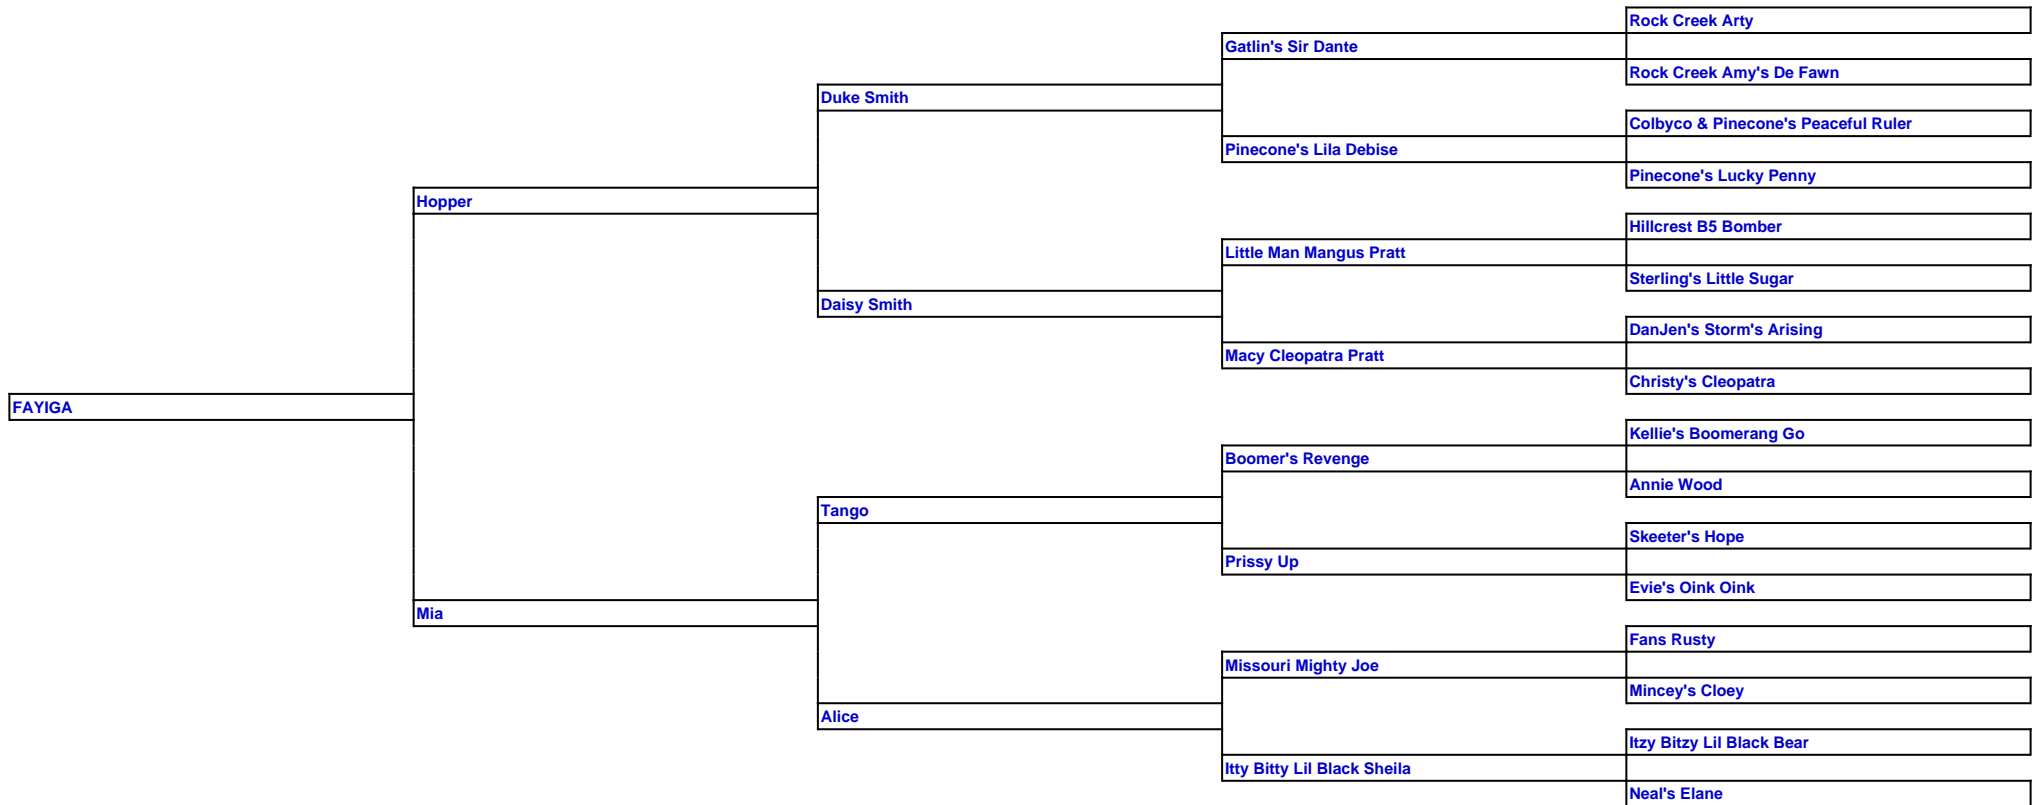 Rock Creek Arty
Gatlin's Sir Dante
Rock Creek Amy's De Fawn
Duke Smith
Colbyco & Pinecone's Peaceful Ruler
Pinecone's Lila Debise
Pinecone's Lucky Penny
Hopper
Hillcrest B5 Bomber
Little Man Mangus Pratt
Sterling's Little Sugar
Daisy Smith
DanJen's Storm's Arising
Macy Cleopatra Pratt
Christy's Cleopatra
FAYIGA
Kellie's Boomerang Go
Boomer's Revenge
Annie Wood
Tango
Skeeter's Hope
Prissy Up
Evie's Oink Oink
Mia
Fans Rusty
Missouri Mighty Joe
Mincey's Cloey
Alice
Itzy Bitzy Lil Black Bear
Itty Bitty Lil Black Sheila
Neal's Elane